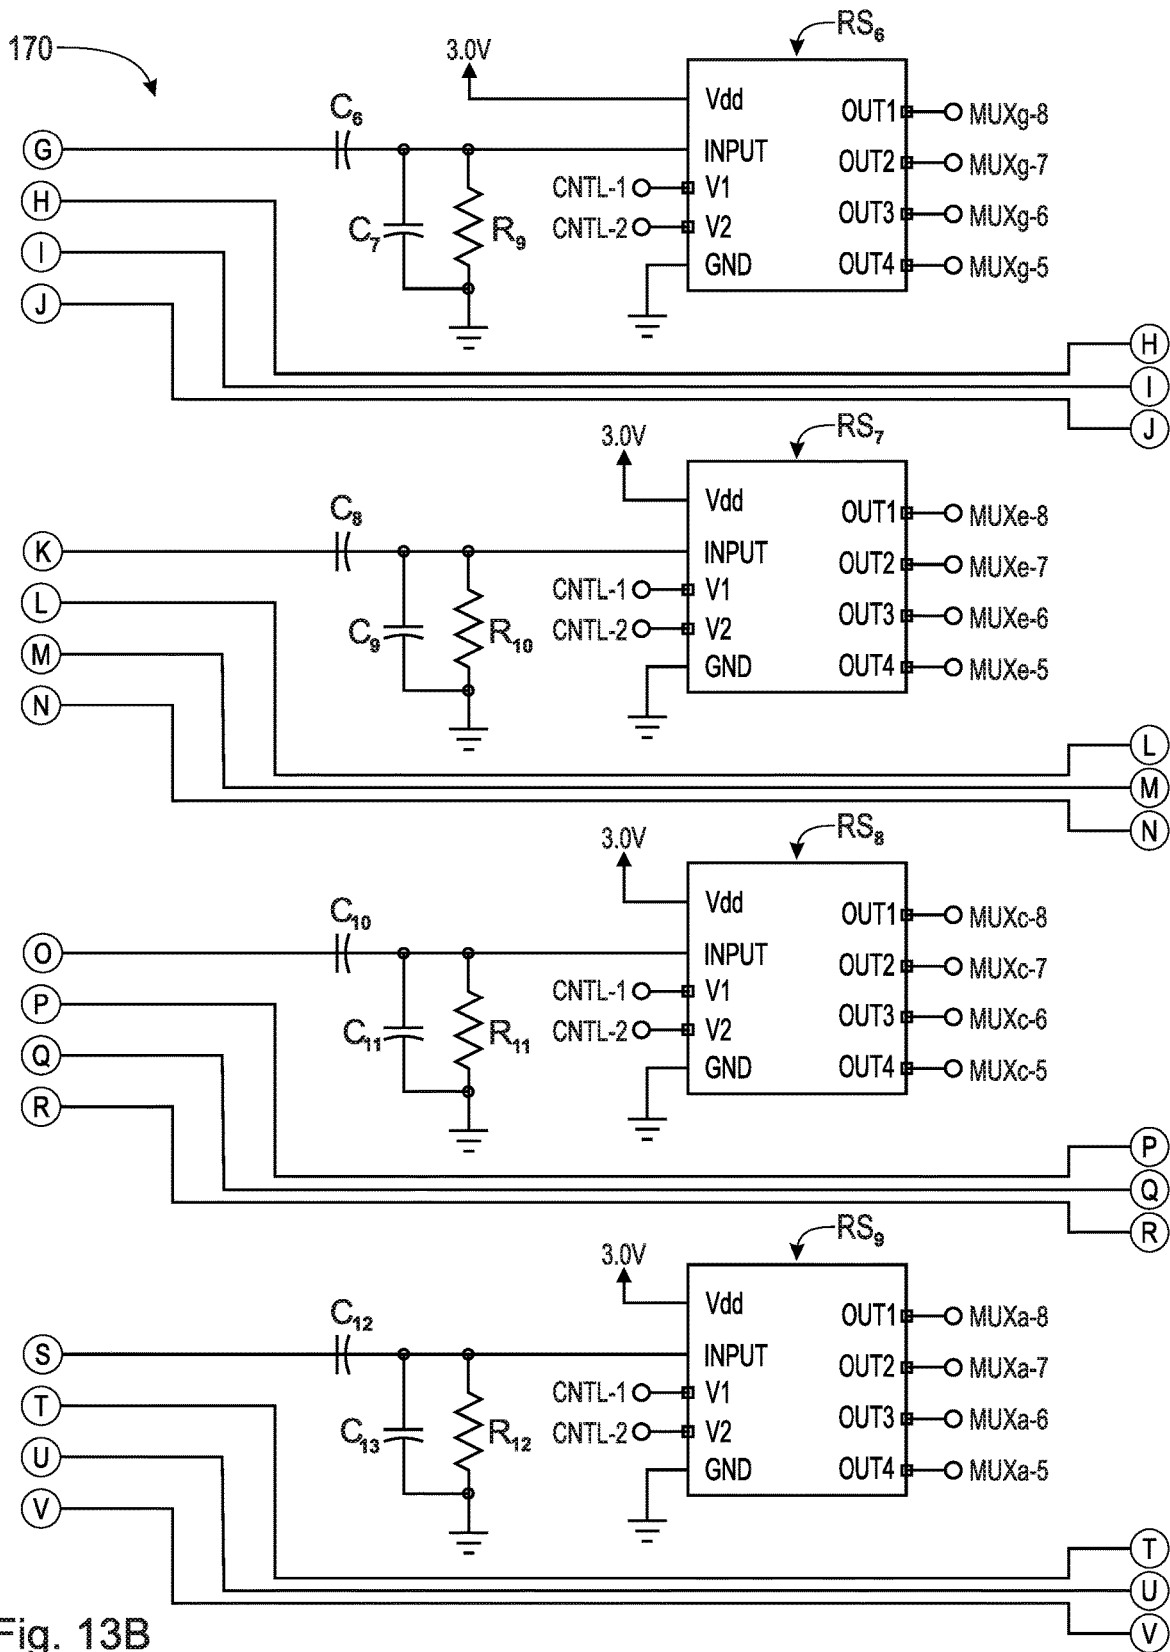 170
RS₆
3.0V
C₆
Vdd
OUT1
MUXg-8
G
INPUT
OUT2
MUXg-7
H
CNTL-1
V1
C₇
R₉
OUT3
MUXg-6
CNTL-2
V2
I
GND
OUT4
MUXg-5
J
H
I
J
RS₇
3.0V
Vdd
C₈
OUT1
MUXe-8
K
INPUT
OUT2
MUXe-7
CNTL-1
V1
L
C₉
R₁₀
OUT3
MUXe-6
CNTL-2
V2
M
GND
OUT4
MUXe-5
N
L
M
N
RS₈
3.0V
Vdd
C₁₀
OUT1
MUXc-8
O
INPUT
OUT2
MUXc-7
CNTL-1
V1
P
C₁₁
R₁₁
OUT3
MUXc-6
CNTL-2
V2
Q
GND
OUT4
MUXc-5
R
P
Q
R
RS₉
3.0V
Vdd
C₁₂
OUT1
MUXa-8
S
INPUT
OUT2
MUXa-7
CNTL-1
V1
T
C₁₃
R₁₂
OUT3
MUXa-6
CNTL-2
V2
U
GND
OUT4
MUXa-5
V
T
U
V
Fig. 13B